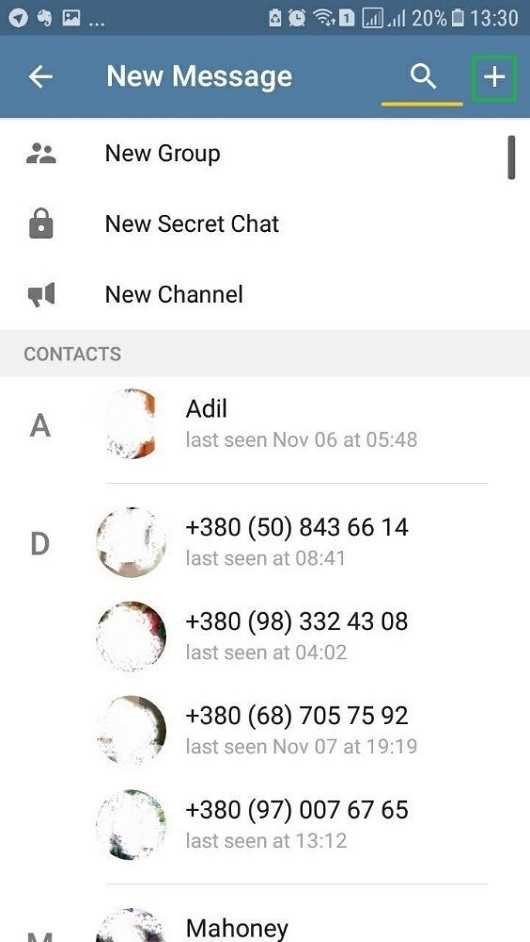 ... 1 20% 13:30
New Message
New Group
New Secret Chat
New Channel
CONTACTS
A
Adil
last seen Nov 06 at 05:48
D
+380 (50) 843 66 14
last seen at 08:41
+380 (98) 332 43 08
last seen at 04:02
+380 (68) 705 75 92
last seen Nov 07 at 19:19
+380 (97) 007 67 65
last seen at 13:12
M
Mahoney